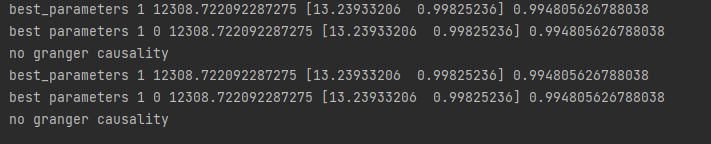 best_parameters 1 12308.722092287275 [13.23933206  0.99825236] 0.994805626788038
best parameters 1 0 12308.722092287275 [13.23933206  0.99825236] 0.994805626788038
no granger causality
best_parameters 1 12308.722092287275 [13.23933206  0.99825236] 0.994805626788038
best parameters 1 0 12308.722092287275 [13.23933206  0.99825236] 0.994805626788038
no granger causality